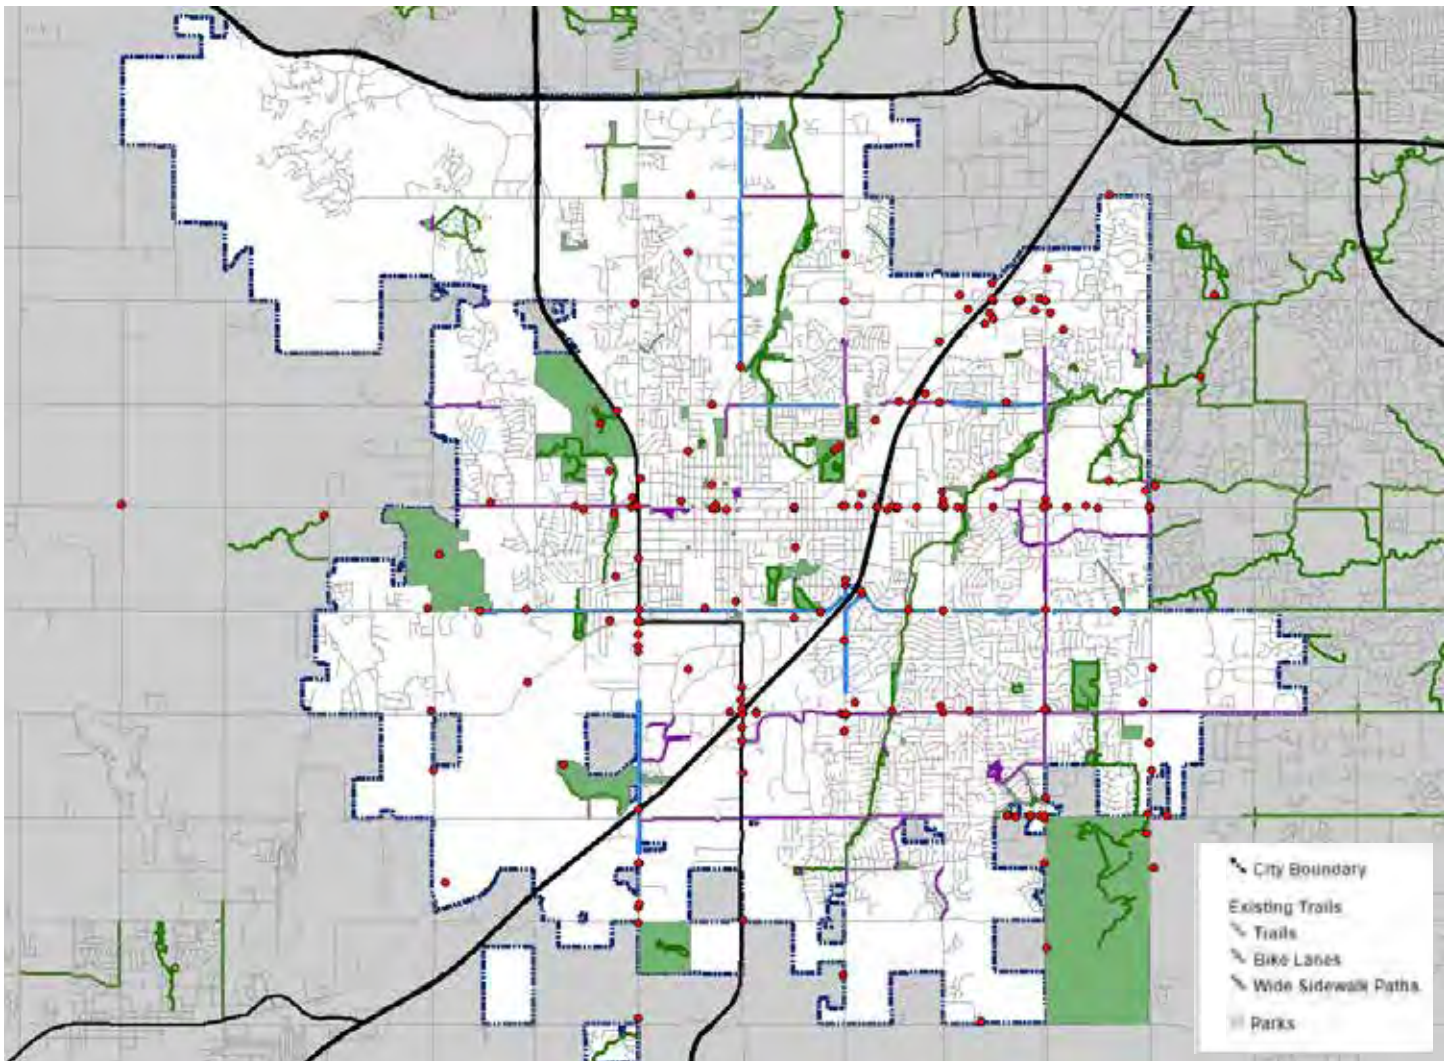 City Boundary
Existing Trails
Trails
Bike Lanes
Wide Sidewalk Paths
Parks